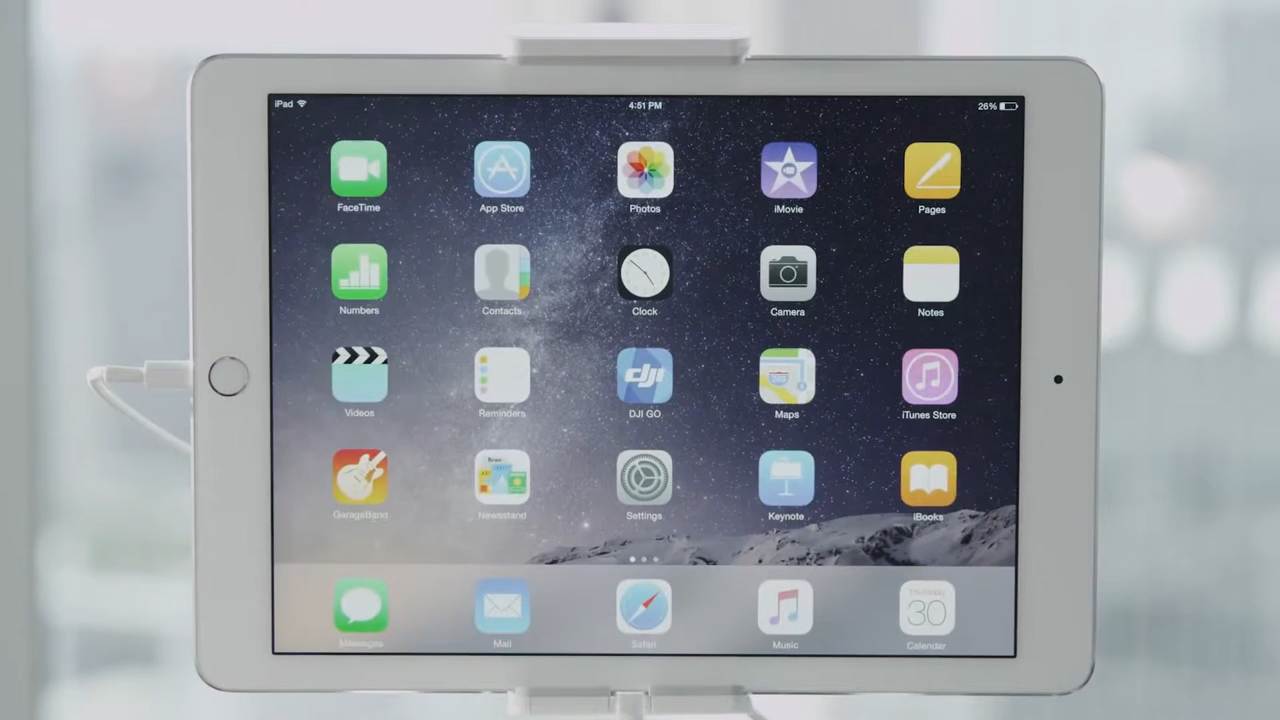 iPad 4:51 PM 26%
FaceTime App Store Photos iMovie Pages
Numbers Contacts Clock Camera Notes
Videos Reminders DJI GO Maps iTunes Store
dji
280
GarageBand Newsstand Settings Keynote iBooks
Messages Mail Safari Music Calendar
Thursday
30